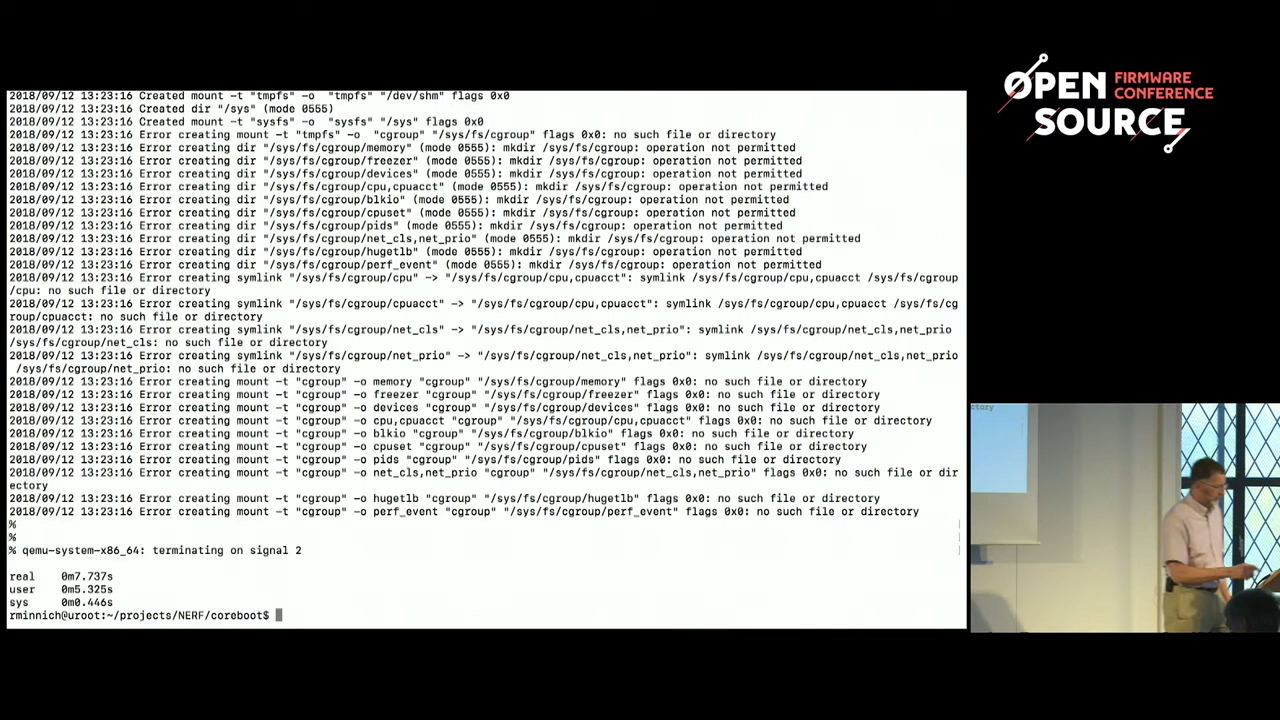 2018/09/12 13:23:16 Created mount -t "tmpfs" -o  "tmpfs" "/dev/shm" flags 0x0
2018/09/12 13:23:16 Created dir "/sys" (mode 0555)
2018/09/12 13:23:16 Created mount -t "sysfs" -o  "sysfs" "/sys" flags 0x0
2018/09/12 13:23:16 Error creating mount -t "tmpfs" -o  "cgroup" "/sys/fs/cgroup" flags 0x0: no such file or directory
2018/09/12 13:23:16 Error creating dir "/sys/fs/cgroup/memory" (mode 0555): mkdir /sys/fs/cgroup: operation not permitted
2018/09/12 13:23:16 Error creating dir "/sys/fs/cgroup/freezer" (mode 0555): mkdir /sys/fs/cgroup: operation not permitted
2018/09/12 13:23:16 Error creating dir "/sys/fs/cgroup/devices" (mode 0555): mkdir /sys/fs/cgroup: operation not permitted
2018/09/12 13:23:16 Error creating dir "/sys/fs/cgroup/cpu,cpuacct" (mode 0555): mkdir /sys/fs/cgroup: operation not permitted
2018/09/12 13:23:16 Error creating dir "/sys/fs/cgroup/blkio" (mode 0555): mkdir /sys/fs/cgroup: operation not permitted
2018/09/12 13:23:16 Error creating dir "/sys/fs/cgroup/cpuset" (mode 0555): mkdir /sys/fs/cgroup: operation not permitted
2018/09/12 13:23:16 Error creating dir "/sys/fs/cgroup/pids" (mode 0555): mkdir /sys/fs/cgroup: operation not permitted
2018/09/12 13:23:16 Error creating dir "/sys/fs/cgroup/net_cls,net_prio" (mode 0555): mkdir /sys/fs/cgroup: operation not permitted
2018/09/12 13:23:16 Error creating dir "/sys/fs/cgroup/hugetlb" (mode 0555): mkdir /sys/fs/cgroup: operation not permitted
2018/09/12 13:23:16 Error creating dir "/sys/fs/cgroup/perf_event" (mode 0555): mkdir /sys/fs/cgroup: operation not permitted
2018/09/12 13:23:16 Error creating symlink "/sys/fs/cgroup/cpu" -> "/sys/fs/cgroup/cpu,cpuacct": symlink /sys/fs/cgroup/cpu,cpuacct /sys/fs/cgroup
/cpu: no such file or directory
2018/09/12 13:23:16 Error creating symlink "/sys/fs/cgroup/cpuacct" -> "/sys/fs/cgroup/cpu,cpuacct": symlink /sys/fs/cgroup/cpu,cpuacct /sys/fs/cg
roup/cpuacct: no such file or directory
2018/09/12 13:23:16 Error creating symlink "/sys/fs/cgroup/net_cls" -> "/sys/fs/cgroup/net_cls,net_prio": symlink /sys/fs/cgroup/net_cls,net_prio
/sys/fs/cgroup/net_cls: no such file or directory
2018/09/12 13:23:16 Error creating symlink "/sys/fs/cgroup/net_prio" -> "/sys/fs/cgroup/net_cls,net_prio": symlink /sys/fs/cgroup/net_cls,net_prio
/sys/fs/cgroup/net_prio: no such file or directory
2018/09/12 13:23:16 Error creating mount -t "cgroup" -o memory "cgroup" "/sys/fs/cgroup/memory" flags 0x0: no such file or directory
2018/09/12 13:23:16 Error creating mount -t "cgroup" -o freezer "cgroup" "/sys/fs/cgroup/freezer" flags 0x0: no such file or directory
2018/09/12 13:23:16 Error creating mount -t "cgroup" -o devices "cgroup" "/sys/fs/cgroup/devices" flags 0x0: no such file or directory
2018/09/12 13:23:16 Error creating mount -t "cgroup" -o cpu,cpuacct "cgroup" "/sys/fs/cgroup/cpu,cpuacct" flags 0x0: no such file or directory
2018/09/12 13:23:16 Error creating mount -t "cgroup" -o blkio "cgroup" "/sys/fs/cgroup/blkio" flags 0x0: no such file or directory
2018/09/12 13:23:16 Error creating mount -t "cgroup" -o cpuset "cgroup" "/sys/fs/cgroup/cpuset" flags 0x0: no such file or directory
2018/09/12 13:23:16 Error creating mount -t "cgroup" -o pids "cgroup" "/sys/fs/cgroup/pids" flags 0x0: no such file or directory
2018/09/12 13:23:16 Error creating mount -t "cgroup" -o net_cls,net_prio "cgroup" "/sys/fs/cgroup/net_cls,net_prio" flags 0x0: no such file or dir
ectory
2018/09/12 13:23:16 Error creating mount -t "cgroup" -o hugetlb "cgroup" "/sys/fs/cgroup/hugetlb" flags 0x0: no such file or directory
2018/09/12 13:23:16 Error creating mount -t "cgroup" -o perf_event "cgroup" "/sys/fs/cgroup/perf_event" flags 0x0: no such file or directory
%
%
% qemu-system-x86_64: terminating on signal 2
real    0m7.737s
user    0m5.325s
sys     0m0.446s
rminnich@uroot:~/projects/NERF/coreboot$
OPEN FIRMWARE
CONFERENCE
SOURCE